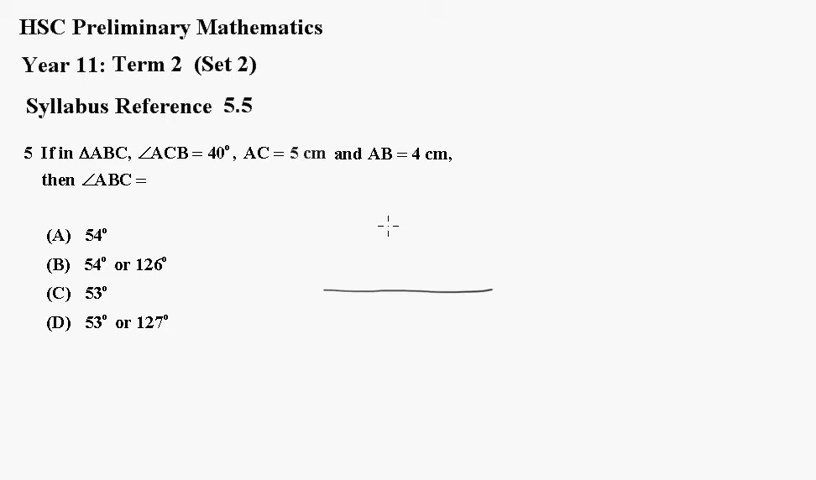 HSC Preliminary Mathematics
Year 11: Term 2 (Set 2)
Syllabus Reference 5.5
5 If in ΔABC, ∠ACB = 40°, AC = 5 cm and AB = 4 cm,
then ∠ABC =
(A) 54°
(B) 54° or 126°
(C) 53°
(D) 53° or 127°